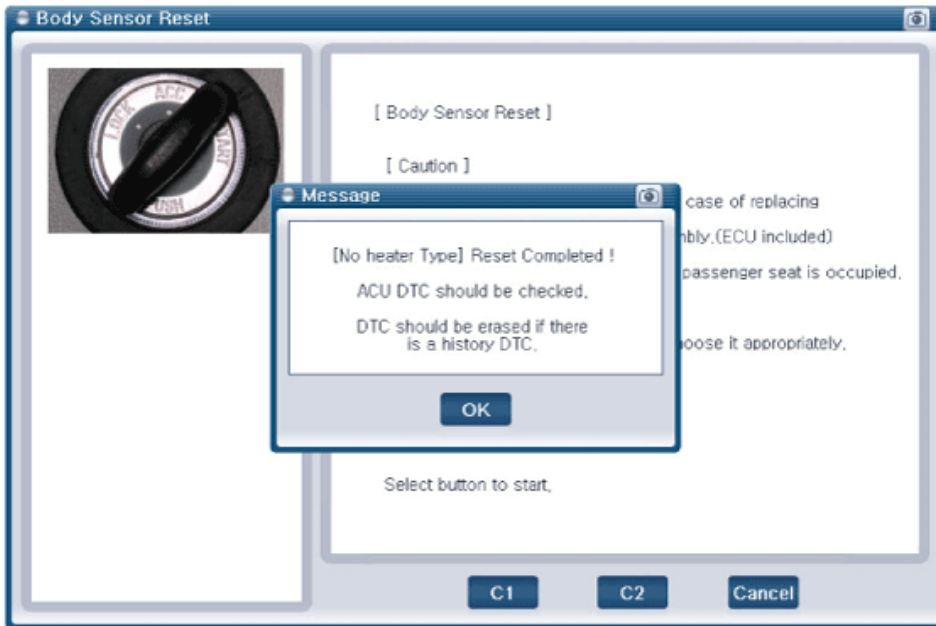 Body Sensor Reset
LOCK
ACC
START
PUSH
[ Body Sensor Reset ]
[ Caution ]
case of replacing
(ECU included)
passenger seat is occupied.
it appropriately.
Message
[No heater Type] Reset Completed !
ACU DTC should be checked.
DTC should be erased if there
is a history DTC.
OK
Select button to start.
C1
C2
Cancel